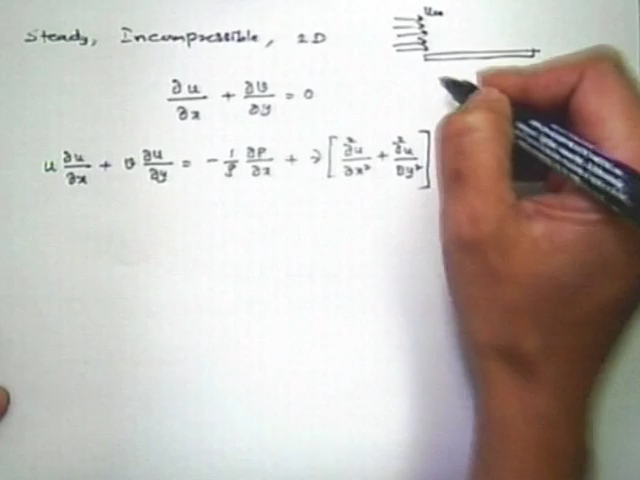 Steady, Incompressible, 2D
U∞
∂u/∂x + ∂v/∂y = 0
u ∂u/∂x + v ∂u/∂y = -1/ρ ∂P/∂x + ν [∂²u/∂x² + ∂²u/∂y²]